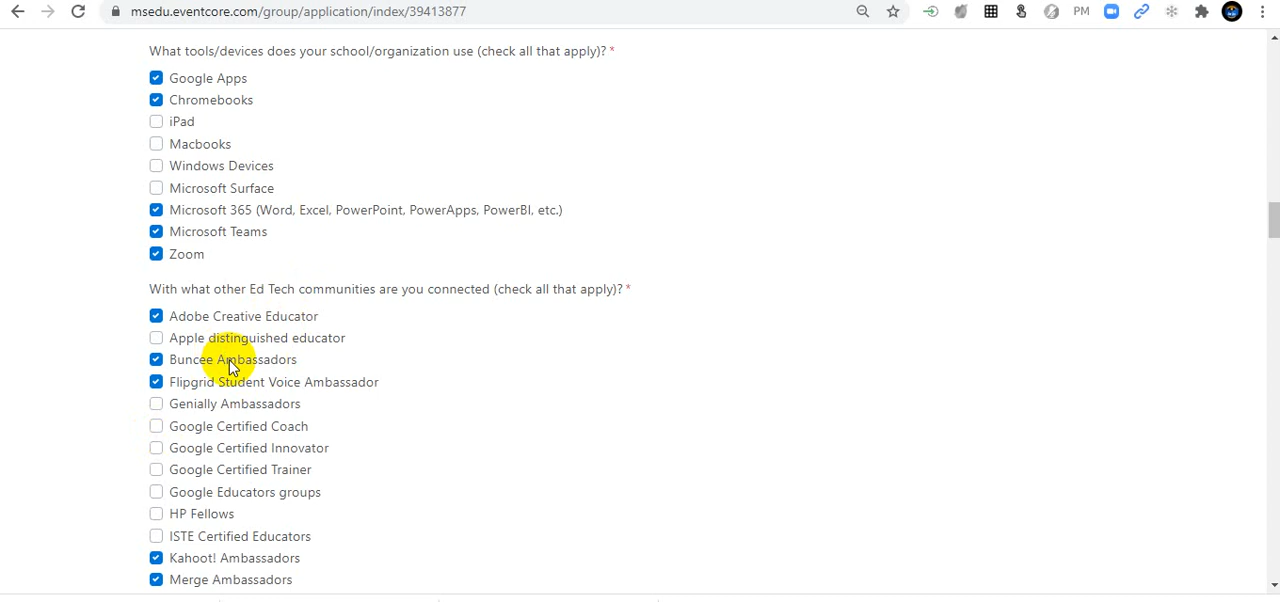 msedu.eventcore.com/group/application/index/39413877
PM
What tools/devices does your school/organization use (check all that apply)? *
Google Apps
Chromebooks
iPad
Macbooks
Windows Devices
Microsoft Surface
Microsoft 365 (Word, Excel, PowerPoint, PowerApps, PowerBI, etc.)
Microsoft Teams
Zoom
With what other Ed Tech communities are you connected (check all that apply)? *
Adobe Creative Educator
Apple distinguished educator
Buncee Ambassadors
Flipgrid Student Voice Ambassador
Genially Ambassadors
Google Certified Coach
Google Certified Innovator
Google Certified Trainer
Google Educators groups
HP Fellows
ISTE Certified Educators
Kahoot! Ambassadors
Merge Ambassadors